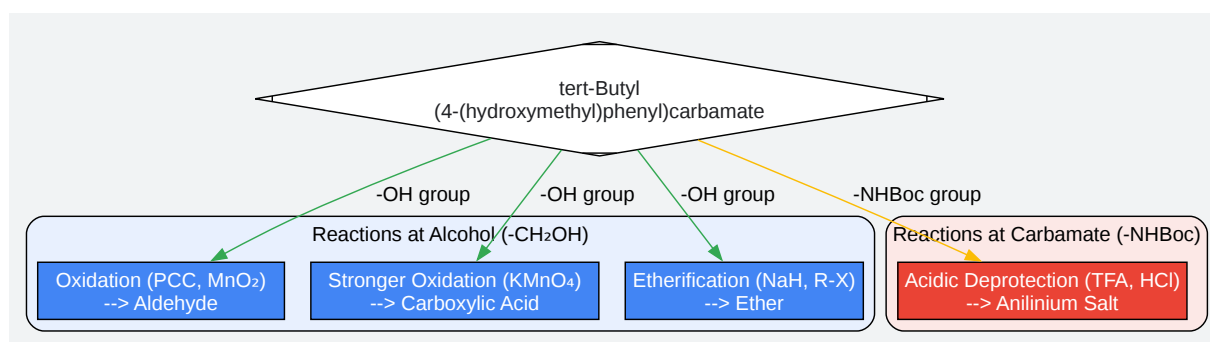 tert-Butyl
(4-(hydroxymethyl)phenyl)carbamate
-OH group
-OH group
-OH group
-NHBoc group
Reactions at Alcohol (-CH₂OH)
Reactions at Carbamate (-NHBoc)
Oxidation (PCC, MnO₂)
--> Aldehyde
Stronger Oxidation (KMnO₄)
--> Carboxylic Acid
Etherification (NaH, R-X)
--> Ether
Acidic Deprotection (TFA, HCl)
--> Anilinium Salt